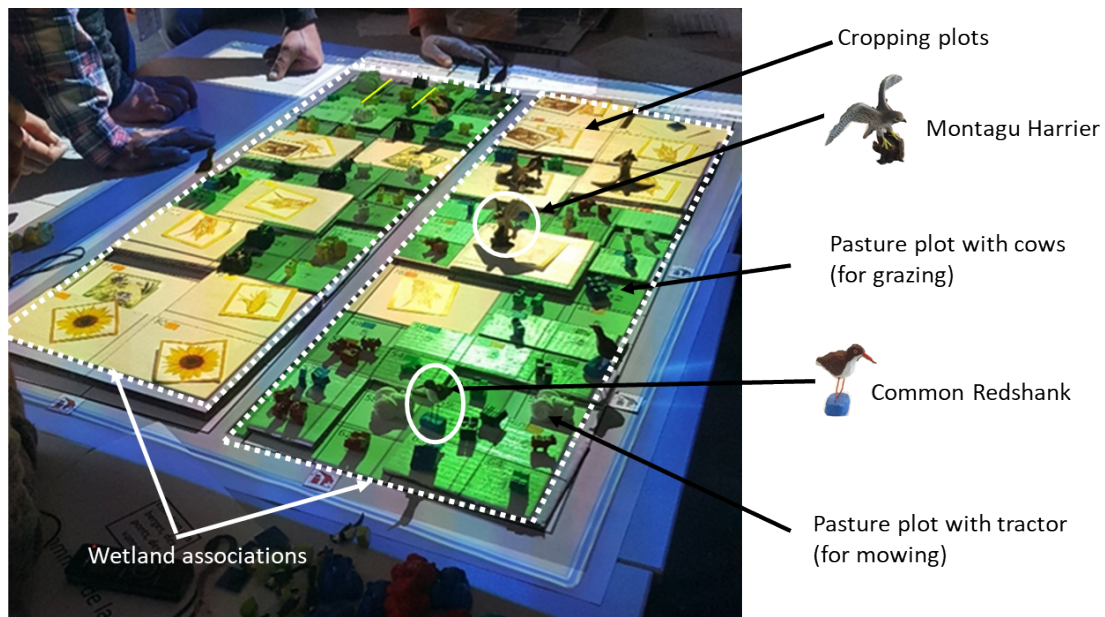 Cropping plots
Montagu Harrier
Pasture plot with cows
(for grazing)
Common Redshank
Pasture plot with tractor
(for mowing)
Wetland associations